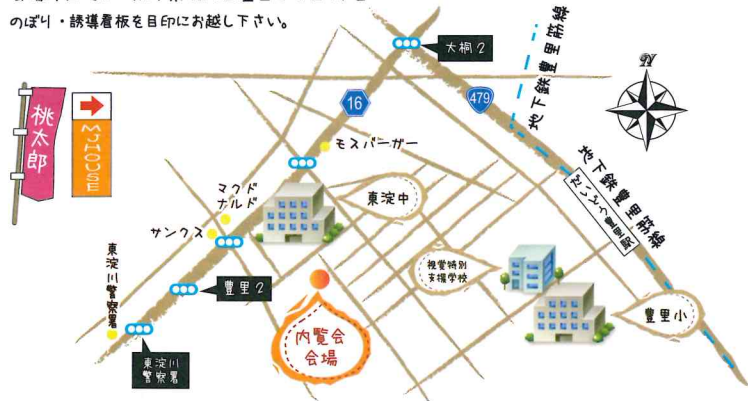 のぼり・誘導看板を目印にお越し下さい。
桃太郎
MJHOUSE
大桐2
16
479
地下鉄豊里筋線
N
モスバーガー
東淀中
マクド
ナルド
サンクス
地下鉄豊里筋線
だいどう豊里駅
視覚特別
支援学校
東淀川警察署
豊里2
内覧会
会場
豊里小
東淀川
警察署